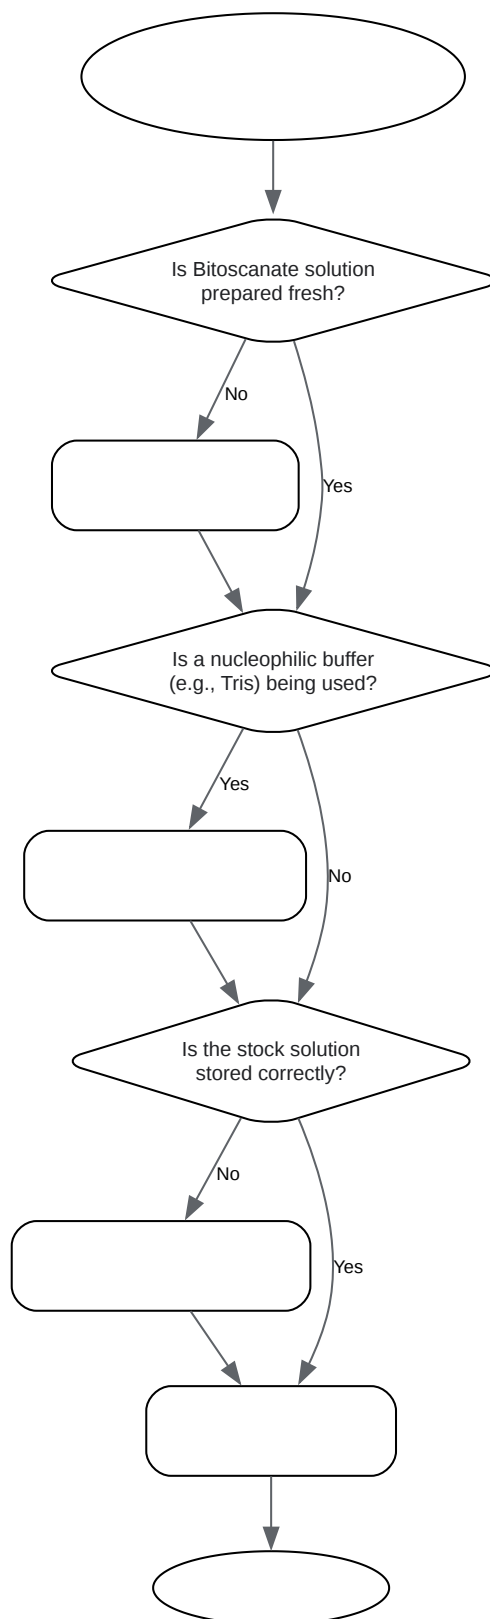 Is Bitoscanate solution
prepared fresh?
No
Yes
Is a nucleophilic buffer
(e.g., Tris) being used?
Yes
No
Is the stock solution
stored correctly?
No
Yes